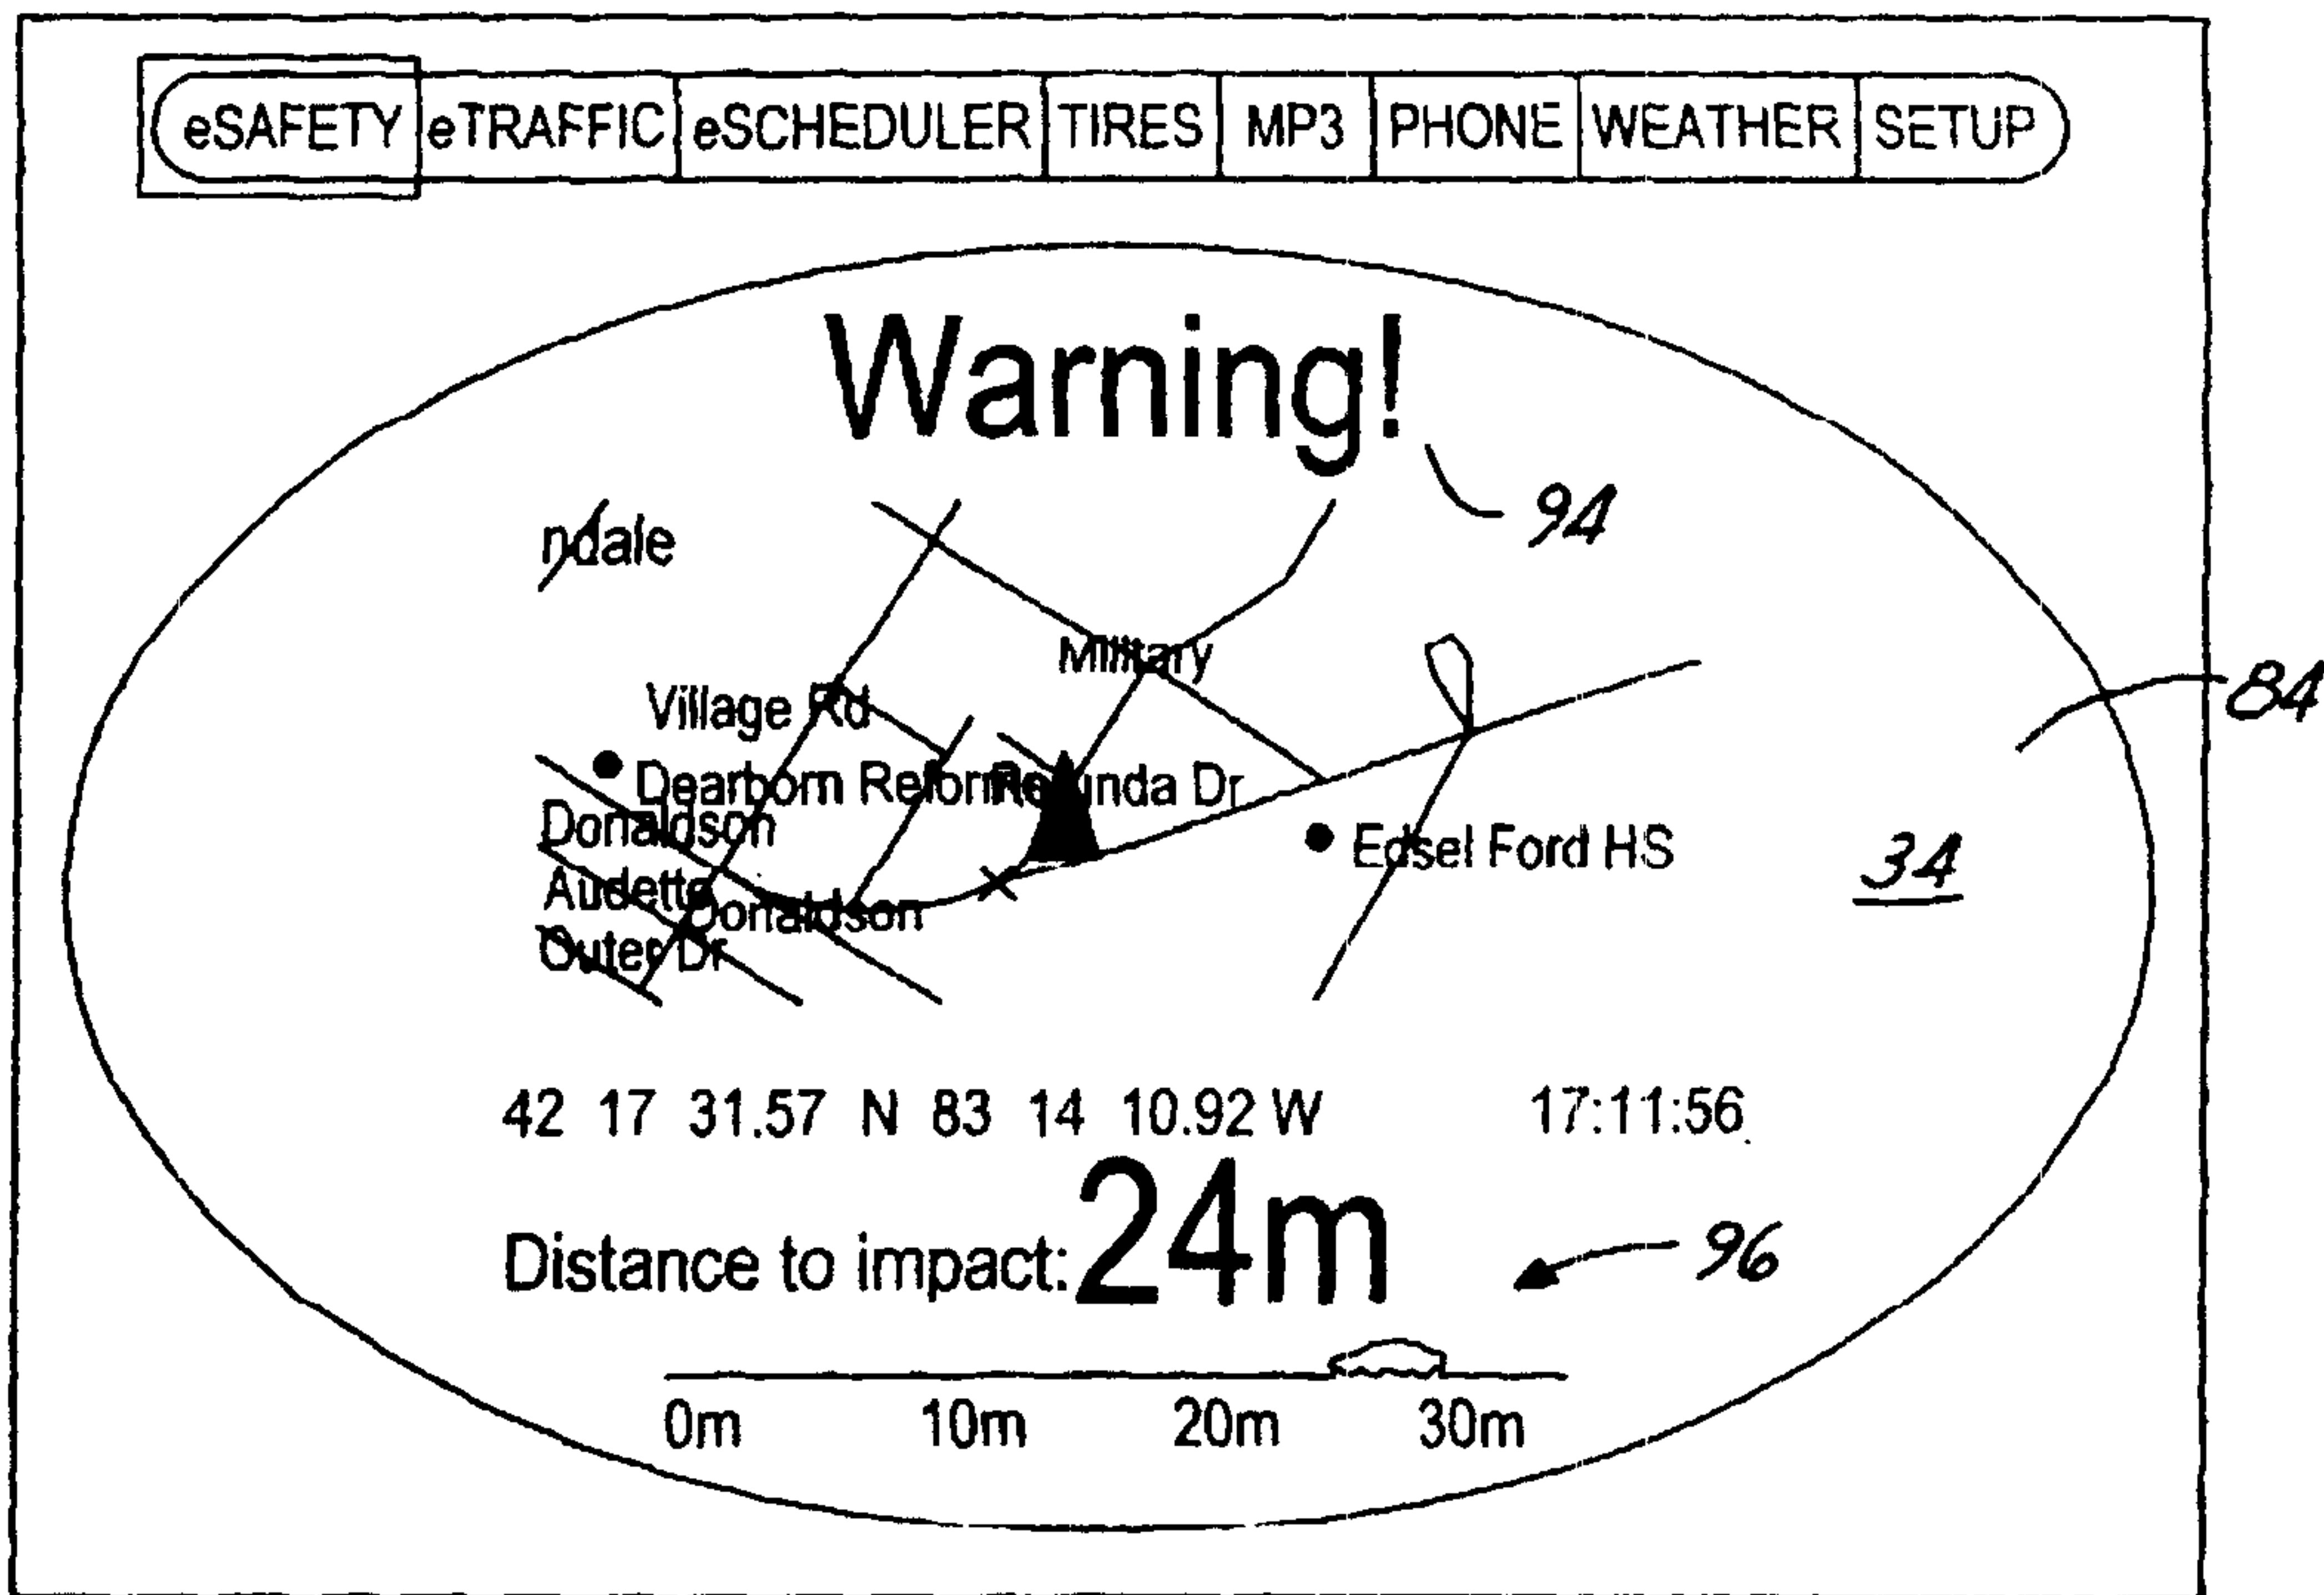 eSAFETY eTRAFFIC eSCHEDULER TIRES MP3 PHONE WEATHER SETUP
Warning!
94
ndale
Military
Village Rd
84
Dearborn Reform unda Dr
Donaldson
Edsel Ford HS
34
Audette
Donaldson
Outer Dr
42 17 31.57 N 83 14 10.92 W 17:11:56
Distance to impact: 24m
96
0m 10m 20m 30m